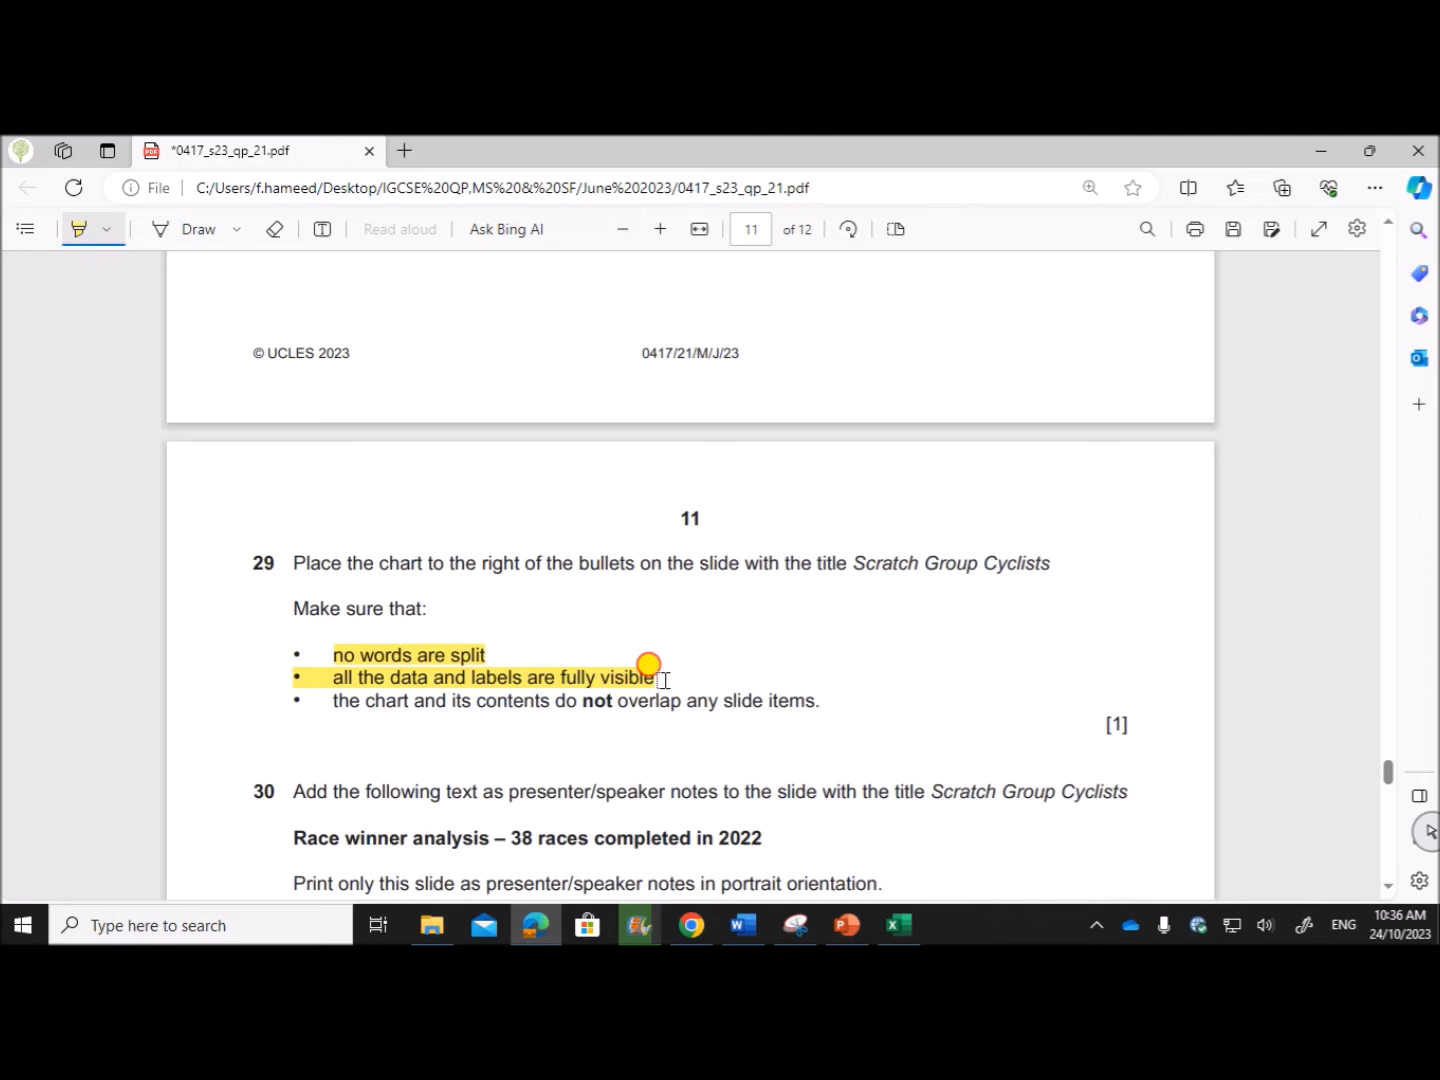 *0417_s23_qp_21.pdf
File C:/Users/f.hameed/Desktop/IGCSE%20QP,MS%20&%20SF/June%202023/0417_s23_qp_21.pdf
Draw Read aloud Ask Bing AI 11 of 12
© UCLES 2023 0417/21/M/J/23
11
29 Place the chart to the right of the bullets on the slide with the title Scratch Group Cyclists
Make sure that:
• no words are split
• all the data and labels are fully visible
• the chart and its contents do not overlap any slide items.
[1]
30 Add the following text as presenter/speaker notes to the slide with the title Scratch Group Cyclists
Race winner analysis – 38 races completed in 2022
Print only this slide as presenter/speaker notes in portrait orientation.
Type here to search
ENG
10:36 AM
24/10/2023